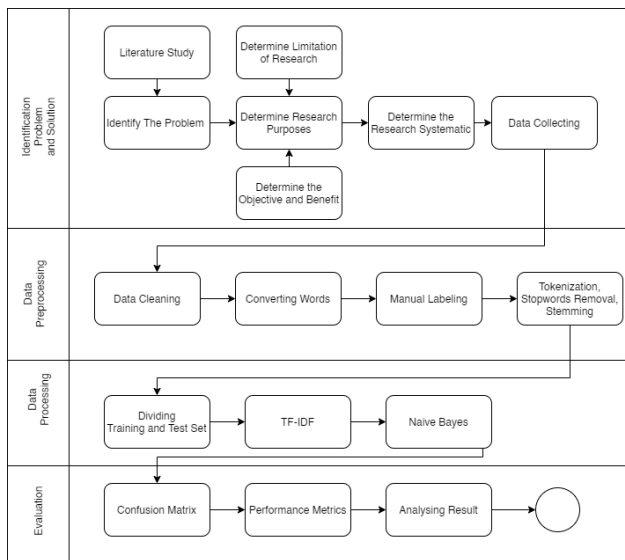 Identification
Problem
and Solution
Literature Study
Determine Limitation
of Research
Identify The Problem
Determine Research
Purposes
Determine the
Research Systematic
Data Collecting
Determine the
Objective and Benefit
Data
Preprocessing
Data Cleaning
Converting Words
Manual Labeling
Tokenization,
Stopwords Removal,
Stemming
Data
Processing
Dividing
Training and Test Set
TF-IDF
Naive Bayes
Evaluation
Confusion Matrix
Performance Metrics
Analysing Result